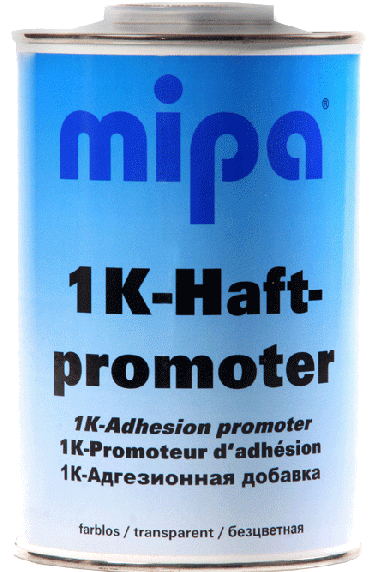 mipa®
1K-Haft-
promoter
1K-Adhesion promoter
1K-Promoteur d'adhésion
1K-Адгезионная добавка
farblos / transparent / безцветная